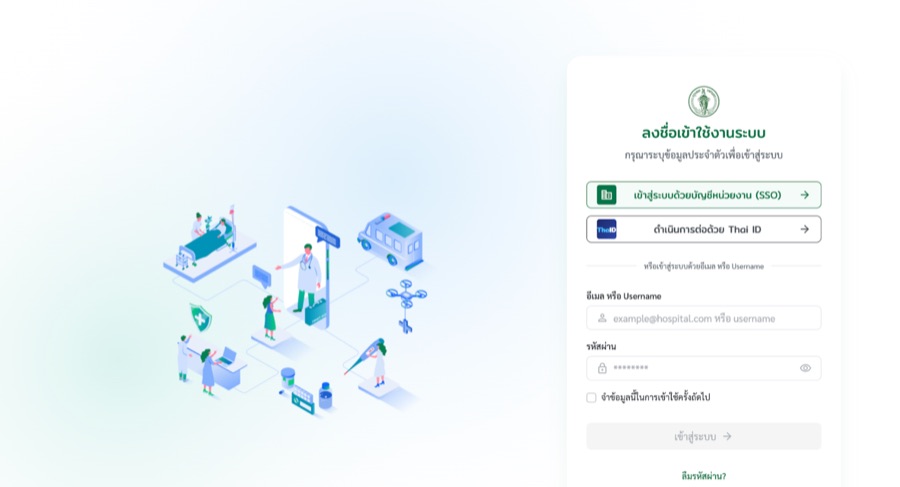 ลงชื่อเข้าใช้งานระบบ
กรุณาระบุข้อมูลประจำตัวเพื่อเข้าสู่ระบบ
เข้าสู่ระบบด้วยบัญชีหน่วยงาน (SSO)
ThaID
ดำเนินการต่อด้วย Thai ID
หรือเข้าสู่ระบบด้วยอีเมล หรือ Username
อีเมล หรือ Username
example@hospital.com หรือ username
รหัสผ่าน
********
จำข้อมูลนี้ในการเข้าใช้ครั้งถัดไป
เข้าสู่ระบบ
ลืมรหัสผ่าน?